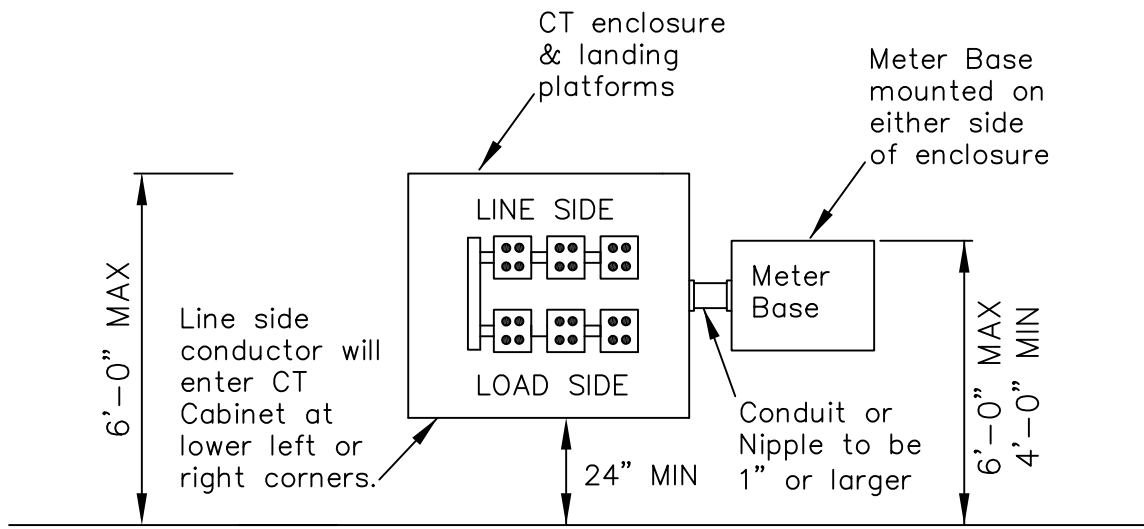 CT enclosure
& landing
platforms
Meter Base
mounted on
either side
of enclosure
LINE SIDE
Meter
Base
6'-0" MAX
Line side
conductor will
enter CT
Cabinet at
lower left or
right corners.
LOAD SIDE
24" MIN
Conduit or
Nipple to be
1" or larger
6'-0" MAX
4'-0" MIN